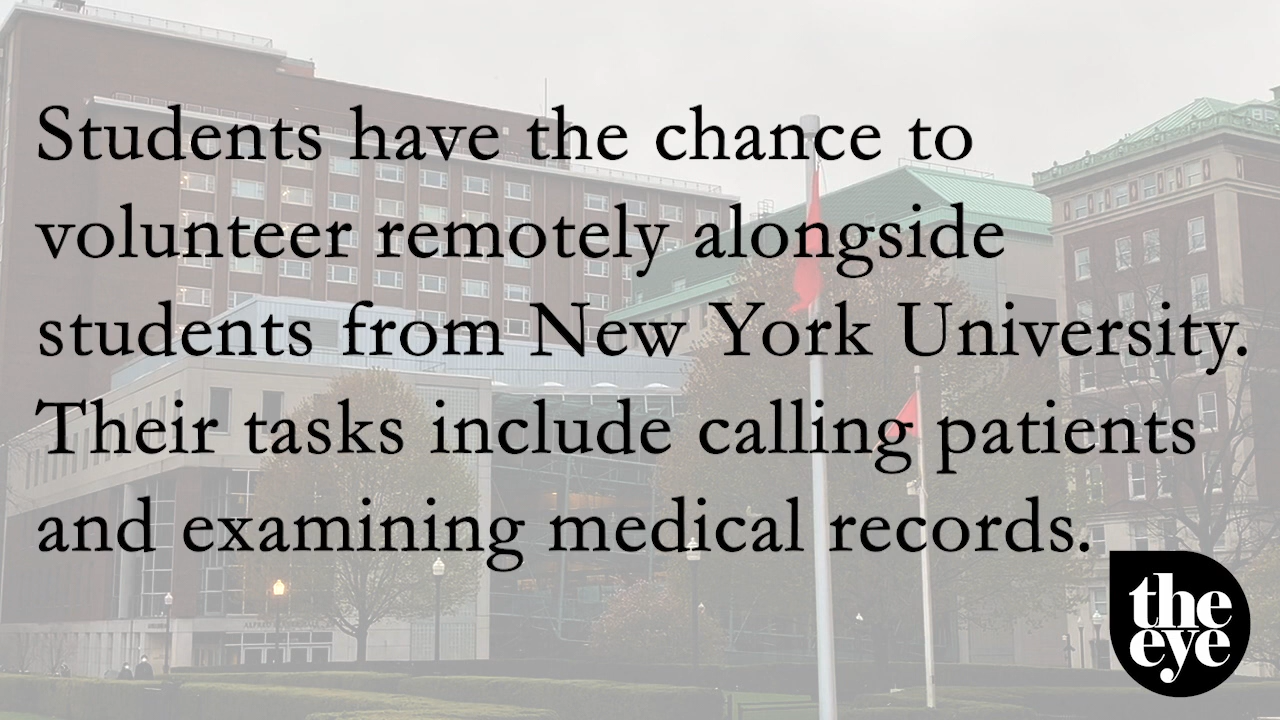 Students have the chance to
volunteer remotely alongside
students from New York University.
Their tasks include calling patients
and examining medical records.
the
eye